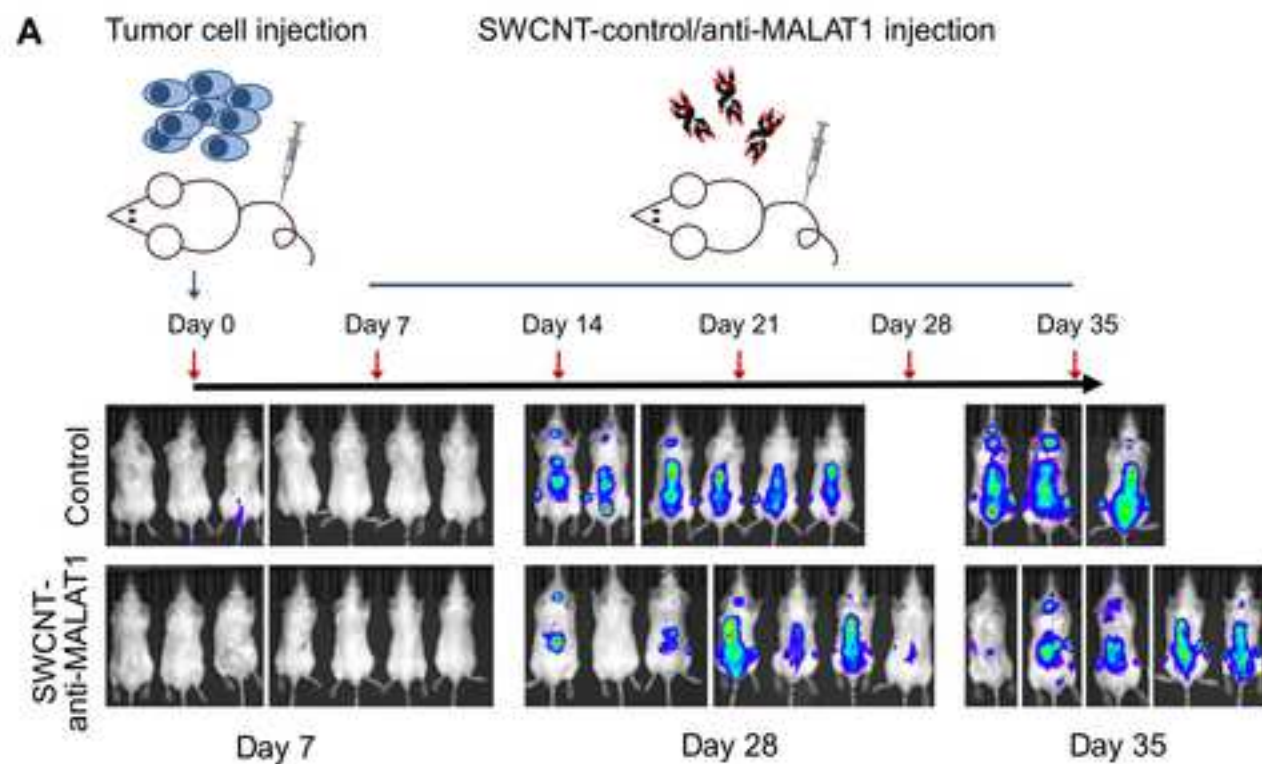 A
Tumor cell injection
SWCNT-control/anti-MALAT1 injection
Day 0
Day 7
Day 14
Day 21
Day 28
Day 35
Control
SWCNT-
anti-MALAT1
Day 7
Day 28
Day 35